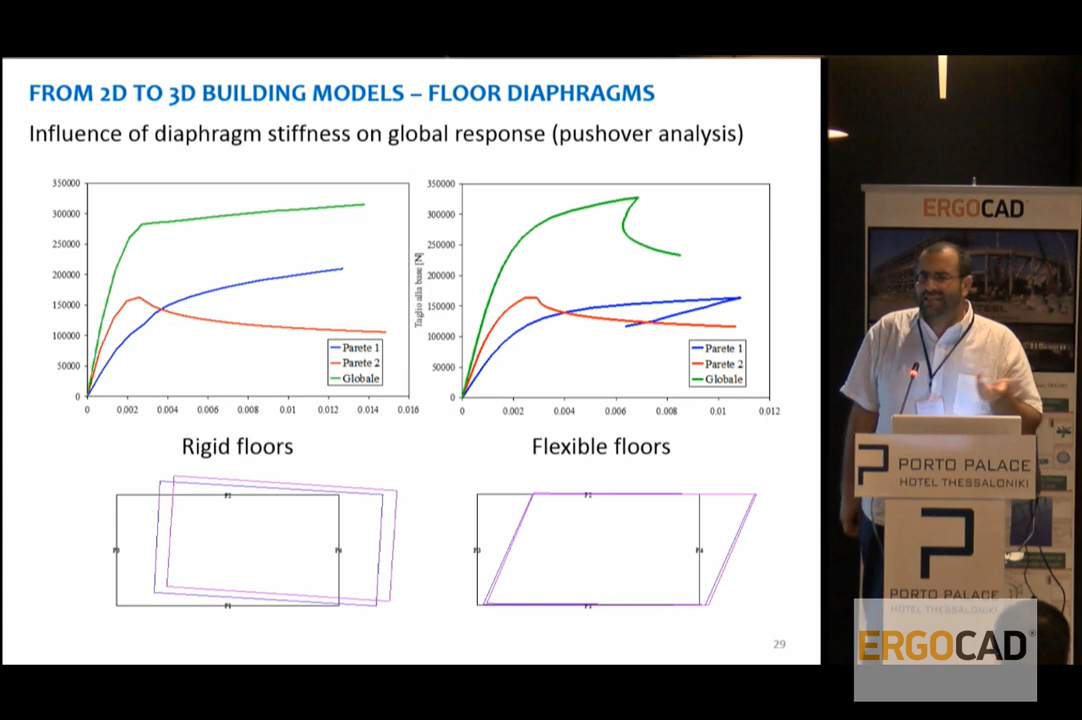 FROM 2D TO 3D BUILDING MODELS – FLOOR DIAPHRAGMS
Influence of diaphragm stiffness on global response (pushover analysis)
350000
300000
250000
200000
150000
100000
50000
0
0
0.002
0.004
0.006
0.008
0.01
0.012
0.014
0.016
Parete 1
Parete 2
Globale
Taglio alla base [N]
350000
300000
250000
200000
150000
100000
50000
0
0
0.002
0.004
0.006
0.008
0.01
0.012
Parete 1
Parete 2
Globale
Rigid floors
Flexible floors
29
ERGOCAD
PORTO PALACE
HOTEL THESSALONIKI
PORTO PALACE
HOTEL THESSALONIKI
ERGOCAD®